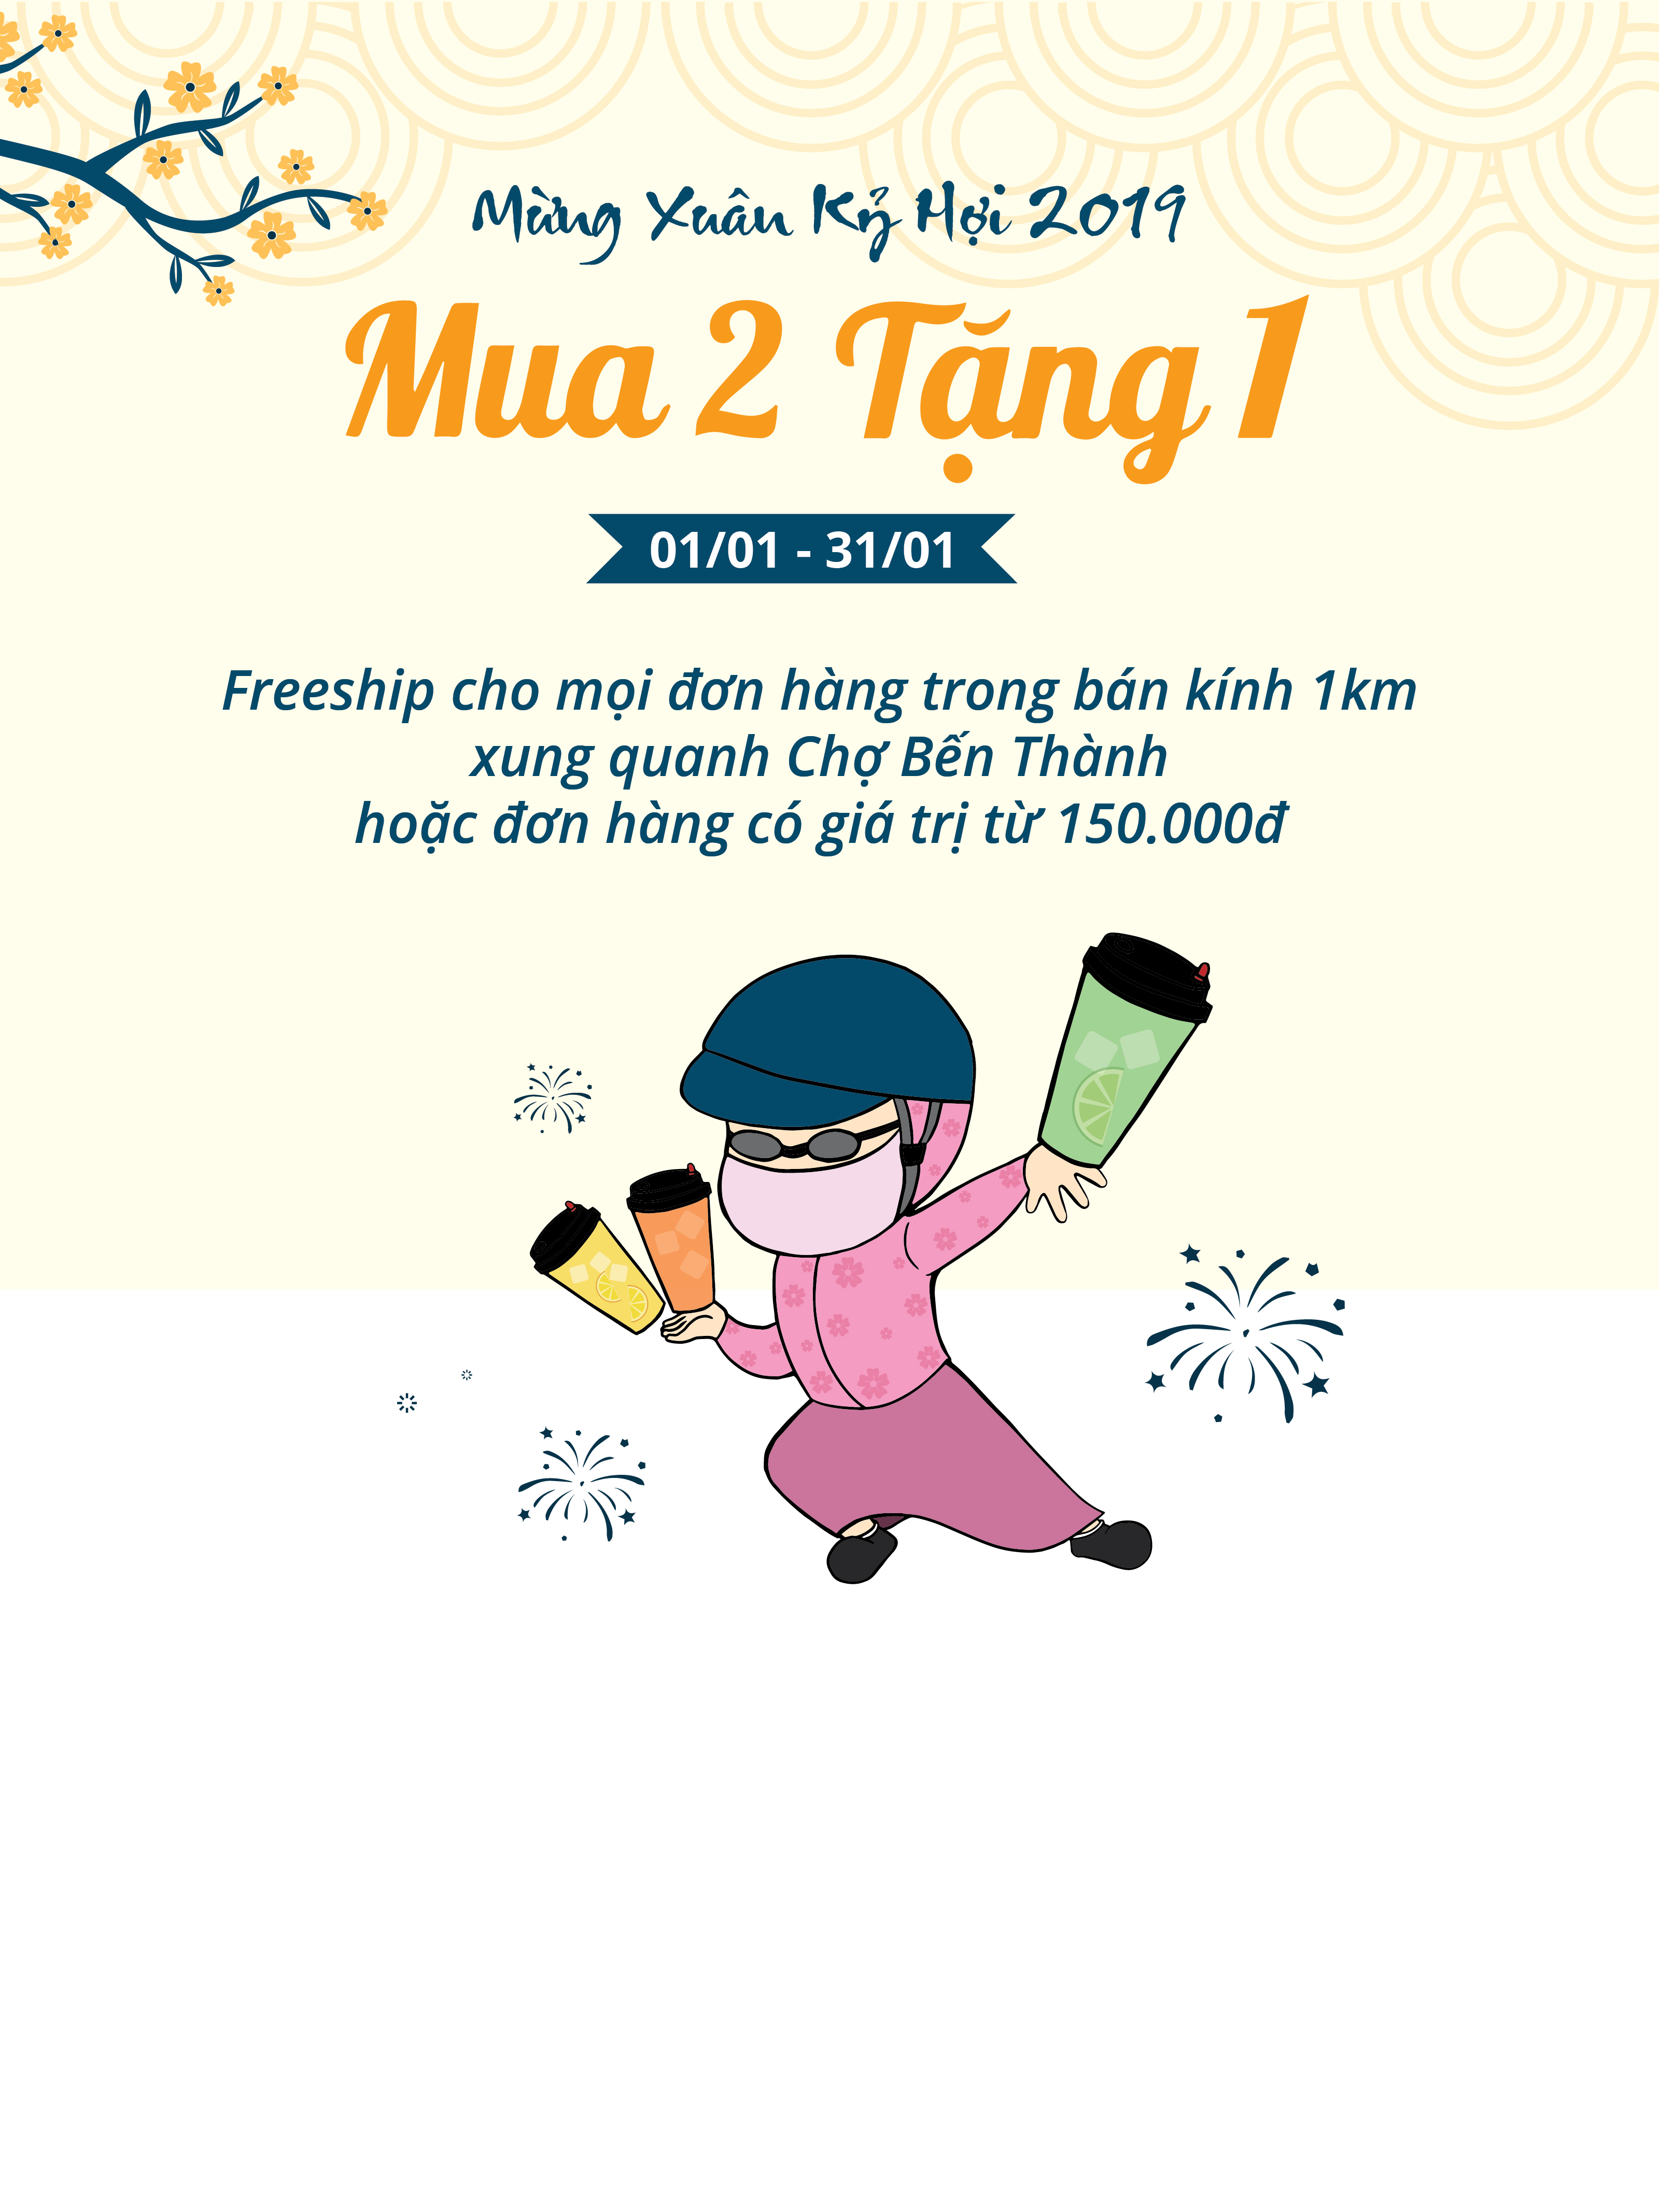 Mừng Xuân Kỷ Hợi 2019
Mua 2 Tặng 1
01/01 - 31/01
Freeship cho mọi đơn hàng trong bán kính 1km
xung quanh Chợ Bến Thành
hoặc đơn hàng có giá trị từ 150.000đ